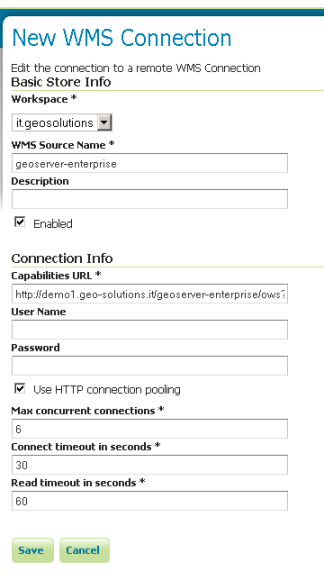 New WMS Connection
Edit the connection to a remote WMS Connection
Basic Store Info
Workspace *
it.geosolutions
WMS Source Name *
geoserver-enterprise
Description
Enabled
Connection Info
Capabilities URL *
http://demo1.geo-solutions.it/geoserver-enterprise/ows?
User Name
Password
Use HTTP connection pooling
Max concurrent connections *
6
Connect timeout in seconds *
30
Read timeout in seconds *
60
Save Cancel